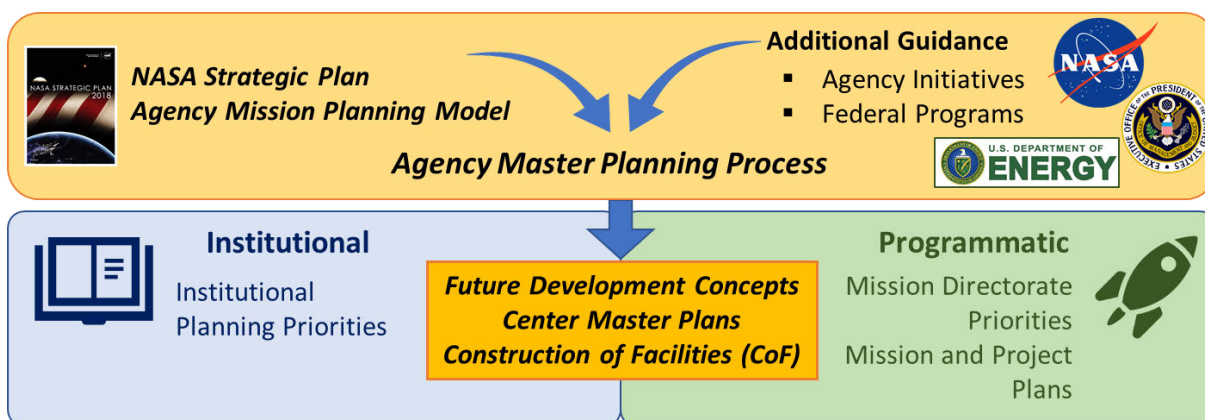 NASA STRATEGIC PLAN
2018
NASA Strategic Plan
Agency Mission Planning Model
Additional Guidance
▪ Agency Initiatives
▪ Federal Programs
NASA
EXECUTIVE OFFICE OF THE PRESIDENT OF THE UNITED STATES
U.S. DEPARTMENT OF
ENERGY
Agency Master Planning Process
Institutional
Institutional
Planning Priorities
Future Development Concepts
Center Master Plans
Construction of Facilities (CoF)
Programmatic
Mission Directorate
Priorities
Mission and Project
Plans